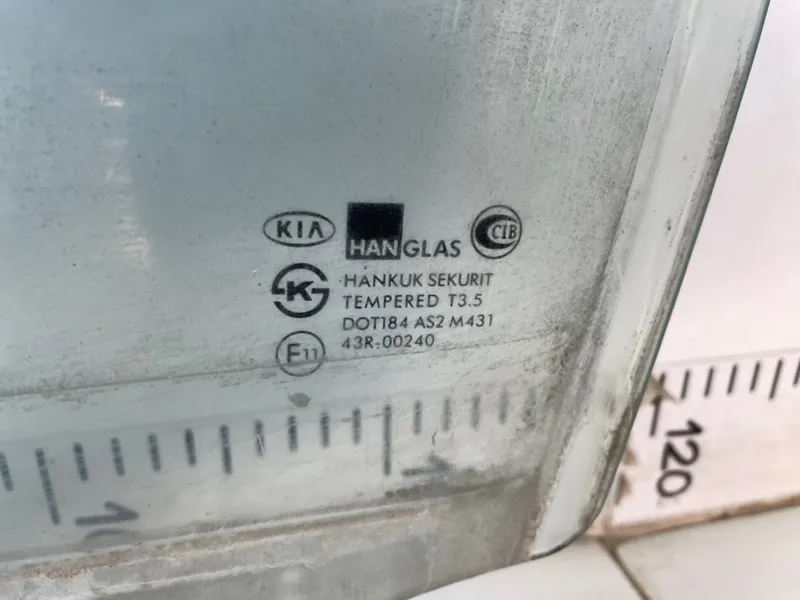 KIA HANGLAS CIB
K HANKUK SEKURIT
TEMPERED T3.5
DOT184 AS2 M431
43R-00240
E11
120